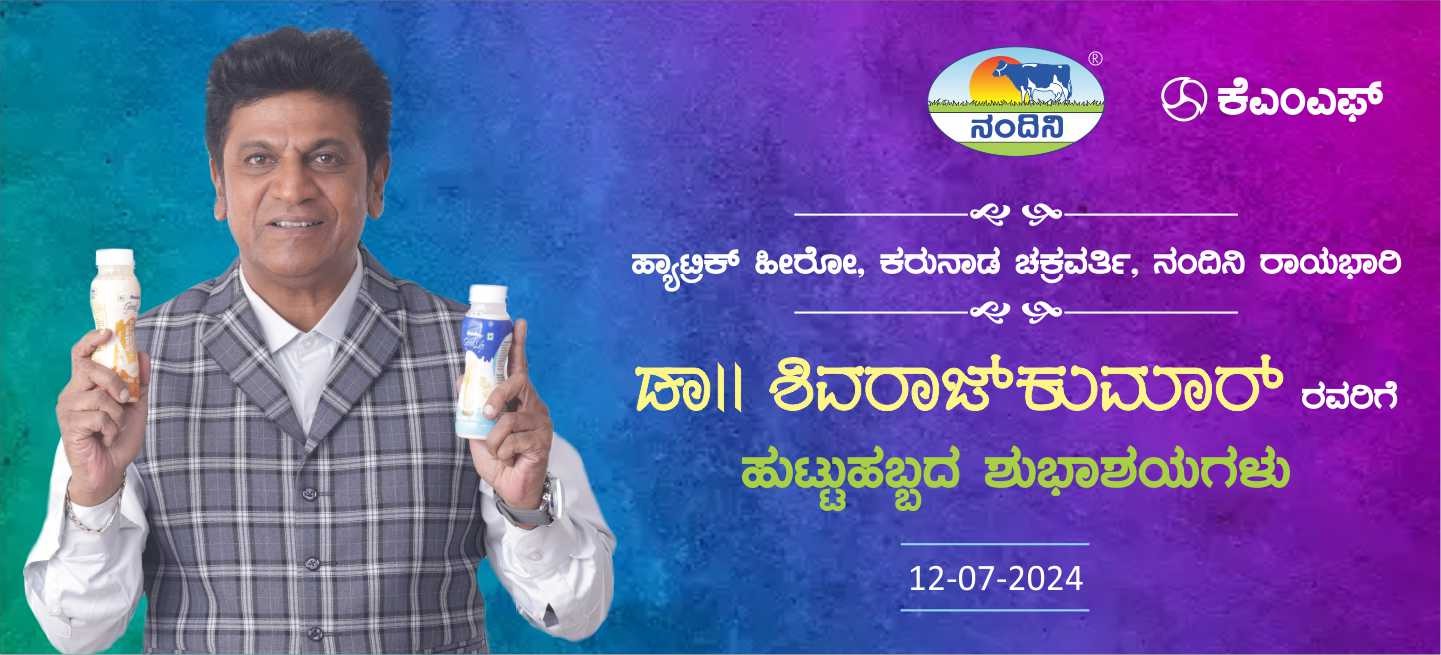 ನಂದಿನಿ ®
ಕೆಎಂಎಫ್
ಹ್ಯಾಟ್ರಿಕ್ ಹೀರೋ, ಕರುನಾಡ ಚಕ್ರವರ್ತಿ, ನಂದಿನಿ ರಾಯಭಾರಿ
ಡಾ|| ಶಿವರಾಜ್‌ಕುಮಾರ್ ರವರಿಗೆ
ಹುಟ್ಟುಹಬ್ಬದ ಶುಭಾಶಯಗಳು
12-07-2024